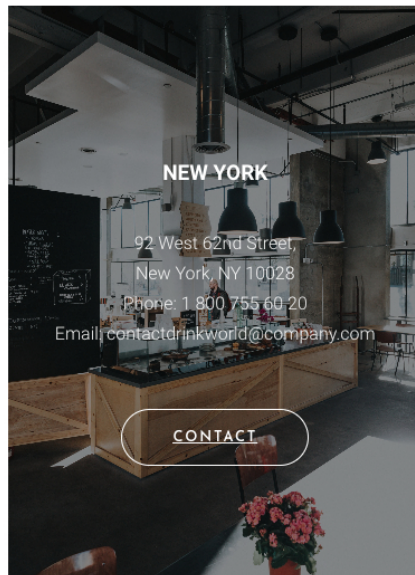 NEW YORK
92 West 62nd Street,
New York, NY 10028
Phone: 1 800 755 60 20
Email: contactdrinkworld@company.com
CONTACT